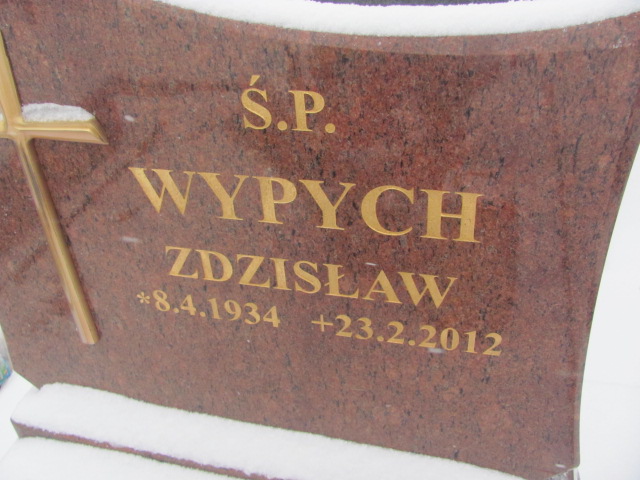 Ś.P.
WYPYCH
ZDZISŁAW
*8.4.1934 +23.2.2012